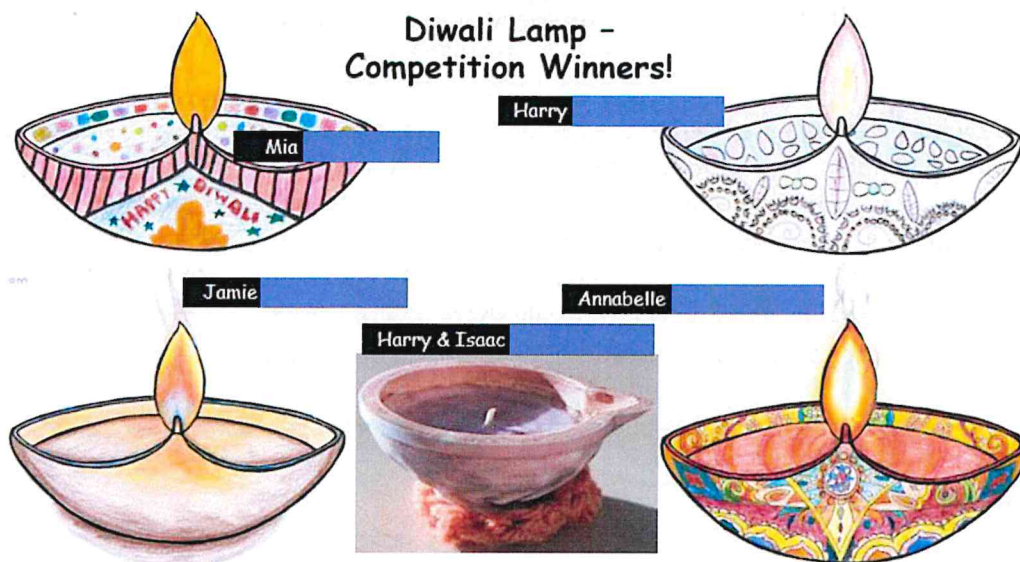 Diwali Lamp –
Competition Winners!
Harry
Mia
HAPPY DIWALI
Jamie
Annabelle
Harry & Isaac